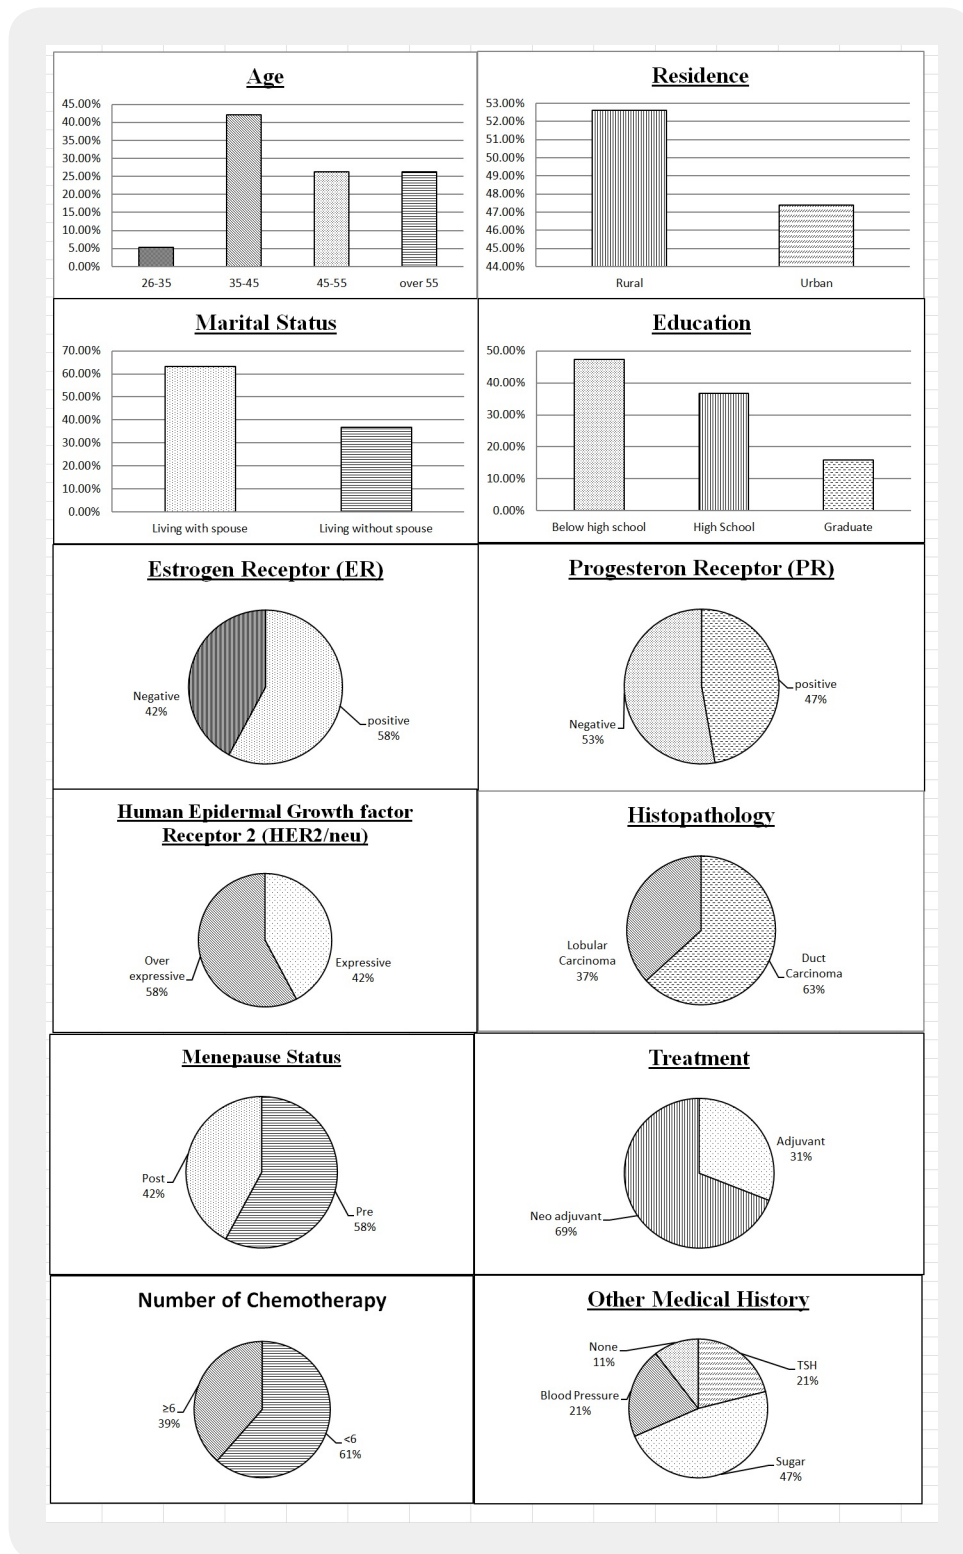 Age
45.00%
40.00%
35.00%
30.00%
25.00%
20.00%
15.00%
10.00%
5.00%
0.00%
26-35
35-45
45-55
over 55
Residence
53.00%
52.00%
51.00%
50.00%
49.00%
48.00%
47.00%
46.00%
45.00%
44.00%
Rural
Urban
Marital Status
70.00%
60.00%
50.00%
40.00%
30.00%
20.00%
10.00%
0.00%
Living with spouse
Living without spouse
Education
50.00%
40.00%
30.00%
20.00%
10.00%
0.00%
Below high school
High School
Graduate
Estrogen Receptor (ER)
Negative
42%
positive
58%
Progesteron Receptor (PR)
positive
47%
Negative
53%
Human Epidermal Growth factor
Receptor 2 (HER2/neu)
Over
expressive
58%
Expressive
42%
Histopathology
Lobular
Carcinoma
37%
Duct
Carcinoma
63%
Menepause Status
Post
42%
Pre
58%
Treatment
Adjuvant
31%
Neo adjuvant
69%
Number of Chemotherapy
≥6
39%
<6
61%
Other Medical History
None
11%
TSH
21%
Blood Pressure
21%
Sugar
47%